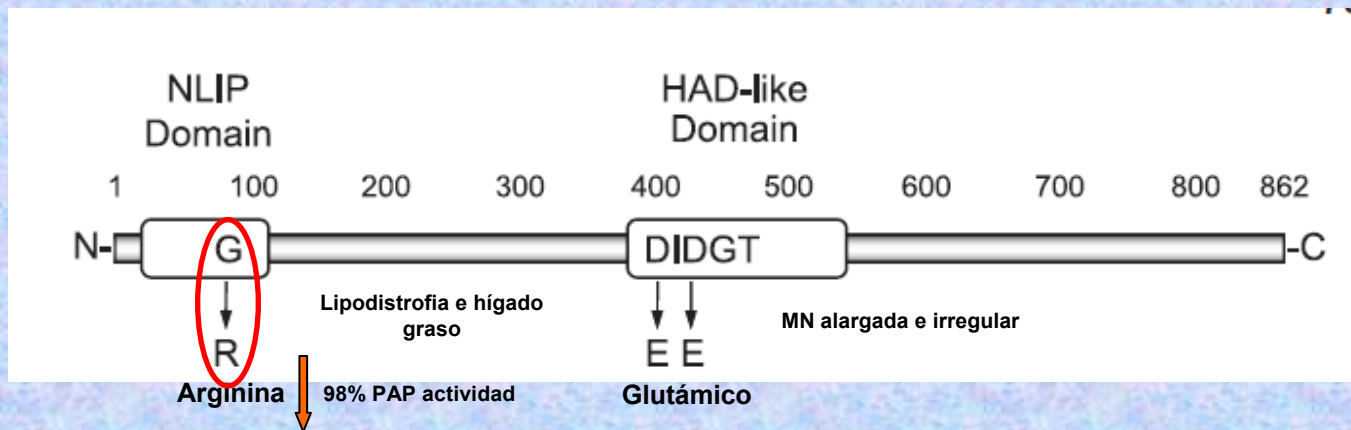 NLIP
Domain
HAD-like
Domain
1 100 200 300 400 500 600 700 800 862
N- G DIDGT -C
Lipodistrofia e hígado
graso
MN alargada e irregular
R E E
Arginina 98% PAP actividad Glutámico